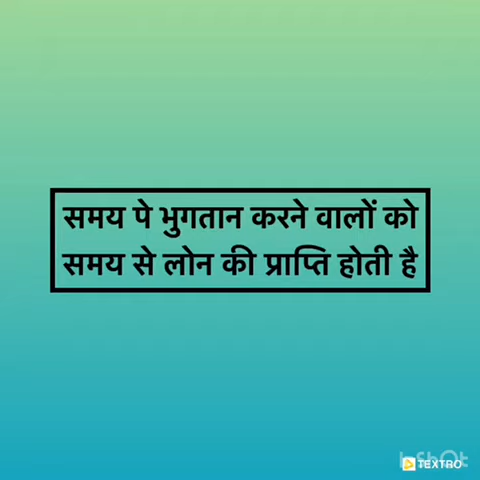 समय पे भुगतान करने वालों को
समय से लोन की प्राप्ति होती है
TEXTRO